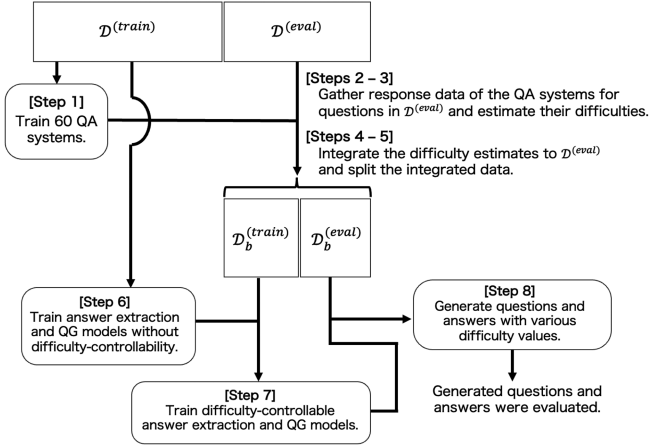 𝒟^(train)
𝒟^(eval)
[Step 1]
Train 60 QA
systems.
[Steps 2 – 3]
Gather response data of the QA systems for
questions in 𝒟^(eval) and estimate their difficulties.
[Steps 4 – 5]
Integrate the difficulty estimates to 𝒟^(eval)
and split the integrated data.
𝒟_b^(train)
𝒟_b^(eval)
[Step 6]
Train answer extraction
and QG models without
difficulty-controllability.
[Step 8]
Generate questions and
answers with various
difficulty values.
[Step 7]
Train difficulty-controllable
answer extraction and QG models.
Generated questions and
answers were evaluated.